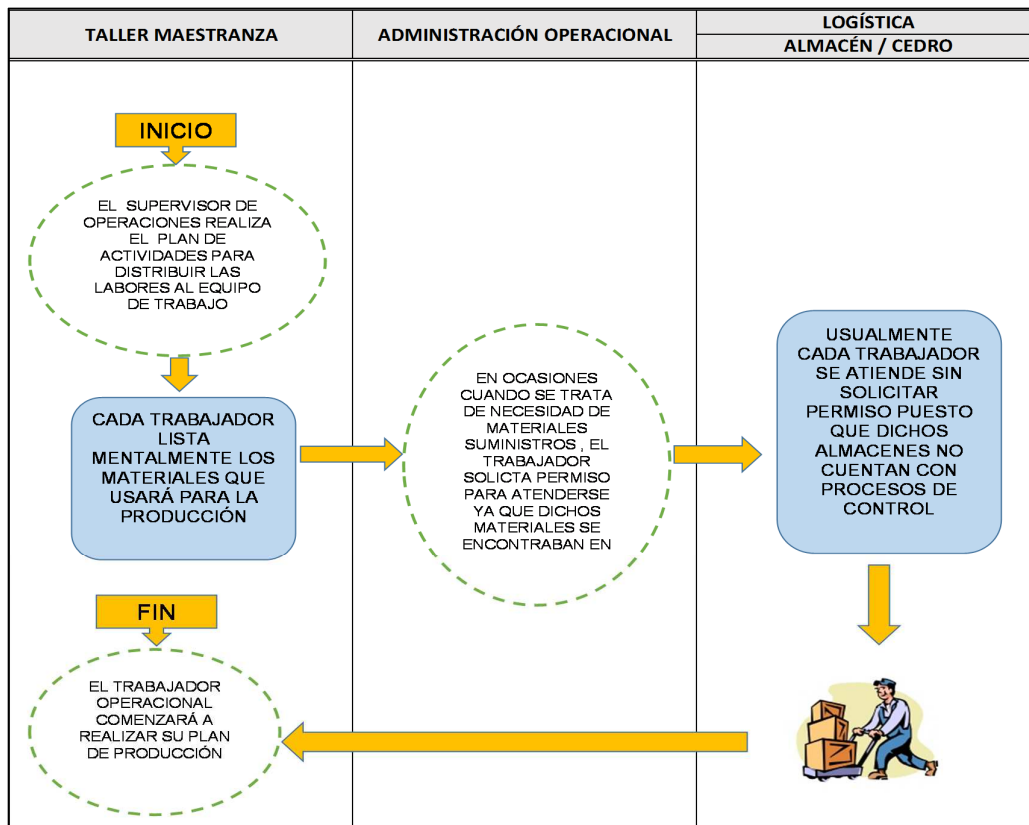 TALLER MAESTRANZA
ADMINISTRACIÓN OPERACIONAL
LOGÍSTICA
ALMACÉN / CEDRO
INICIO
EL SUPERVISOR DE
OPERACIONES REALIZA
EL PLAN DE
ACTIVIDADES PARA
DISTRIBUIR LAS
LABORES AL EQUIPO
DE TRABAJO
CADA TRABAJADOR
LISTA
MENTALMENTE LOS
MATERIALES QUE
USARÁ PARA LA
PRODUCCIÓN
EN OCASIONES
CUANDO SE TRATA
DE NECESIDAD DE
MATERIALES
SUMINISTROS , EL
TRABAJADOR
SOLICTA PERMISO
PARA ATENDERSE
YA QUE DICHOS
MATERIALES SE
ENCONTRABAN EN
USUALMENTE
CADA TRABAJADOR
SE ATIENDE SIN
SOLICITAR
PERMISO PUESTO
QUE DICHOS
ALMACENES NO
CUENTAN CON
PROCESOS DE
CONTROL
FIN
EL TRABAJADOR
OPERACIONAL
COMENZARÁ A
REALIZAR SU PLAN
DE PRODUCCIÓN